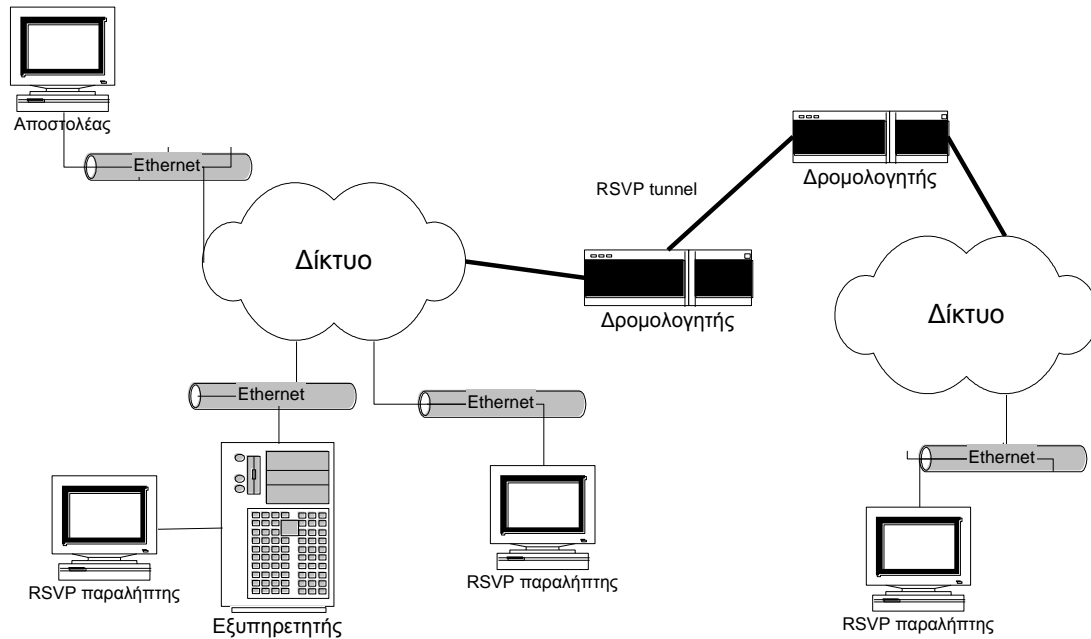 Αποστολέας
Ethernet
RSVP tunnel
Δρομολογητής
Δίκτυο
Δρομολογητής
Δίκτυο
Ethernet
Ethernet
Ethernet
RSVP παραλήπτης
RSVP παραλήπτης
RSVP παραλήπτης
Εξυπηρετητής